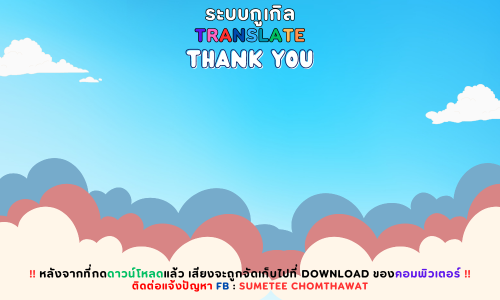 ระบบกูเกิล
TRANSLATE
THANK YOU
!! หลังจากที่กดดาวน์โหลดแล้ว เสียงจะถูกจัดเก็บไปที่ DOWNLOAD ของคอมพิวเตอร์ !!
ติดต่อแจ้งปัญหา FB : SUMETEE CHOMTHAWAT